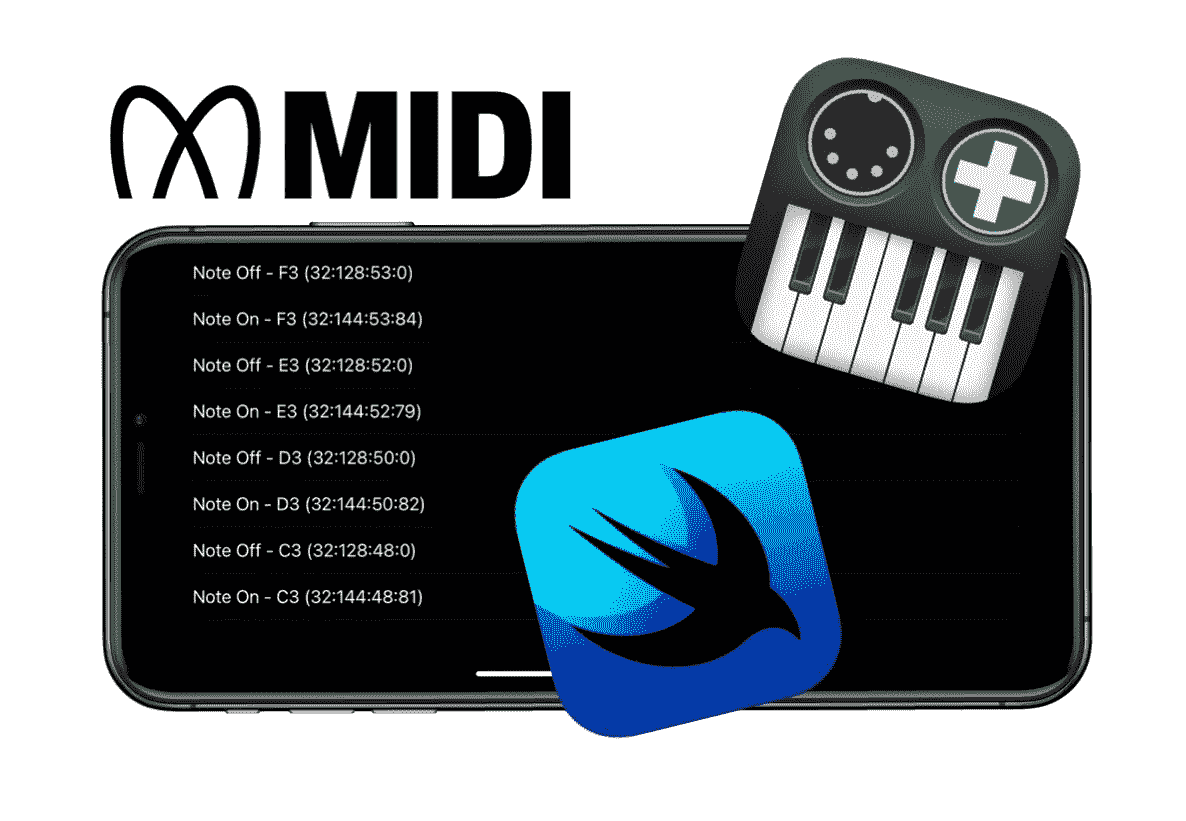 MIDI
Note Off - F3 (32:128:53:0)
Note On - F3 (32:144:53:84)
Note Off - E3 (32:128:52:0)
Note On - E3 (32:144:52:79)
Note Off - D3 (32:128:50:0)
Note On - D3 (32:144:50:82)
Note Off - C3 (32:128:48:0)
Note On - C3 (32:144:48:81)